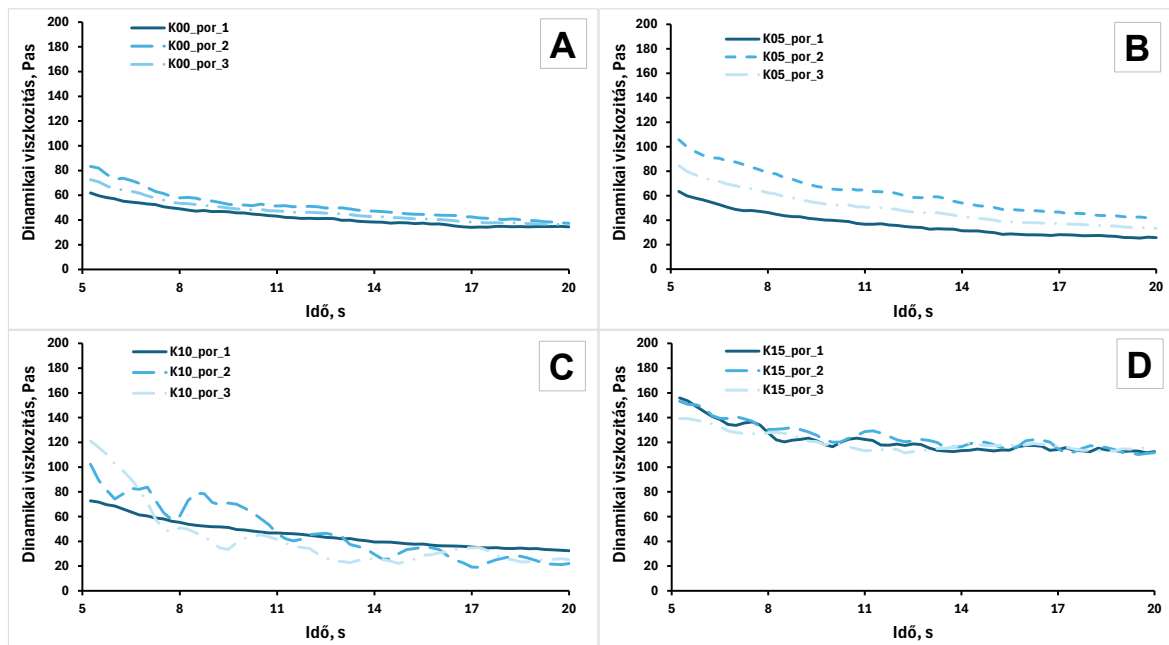 Dinamikai viszkozitás, Pas
200
180
160
140
120
100
80
60
40
20
0
K00_por_1
K00_por_2
K00_por_3
A
5
8
11
14
17
20
Idő, s
Dinamikai viszkozitás, Pas
200
180
160
140
120
100
80
60
40
20
0
K05_por_1
K05_por_2
K05_por_3
B
5
8
11
14
17
20
Idő, s
Dinamikai viszkozitás, Pas
200
180
160
140
120
100
80
60
40
20
0
K10_por_1
K10_por_2
K10_por_3
C
5
8
11
14
17
20
Idő, s
Dinamikai viszkozitás, Pas
200
180
160
140
120
100
80
60
40
20
0
K15_por_1
K15_por_2
K15_por_3
D
5
8
11
14
17
20
Idő, s